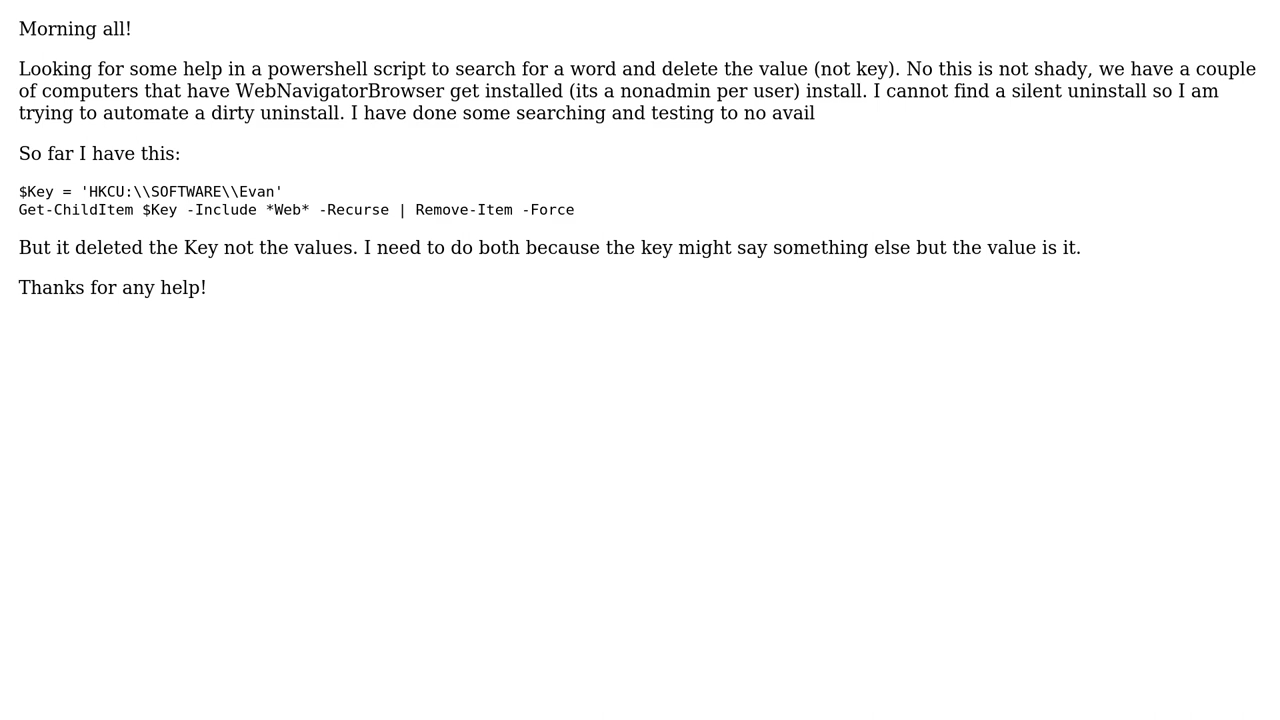 Morning all!
Looking for some help in a powershell script to search for a word and delete the value (not key). No this is not shady, we have a couple
of computers that have WebNavigatorBrowser get installed (its a nonadmin per user) install. I cannot find a silent uninstall so I am
trying to automate a dirty uninstall. I have done some searching and testing to no avail
So far I have this:
$Key = 'HKCU:\\SOFTWARE\\Evan'
Get-ChildItem $Key -Include *Web* -Recurse | Remove-Item -Force
But it deleted the Key not the values. I need to do both because the key might say something else but the value is it.
Thanks for any help!